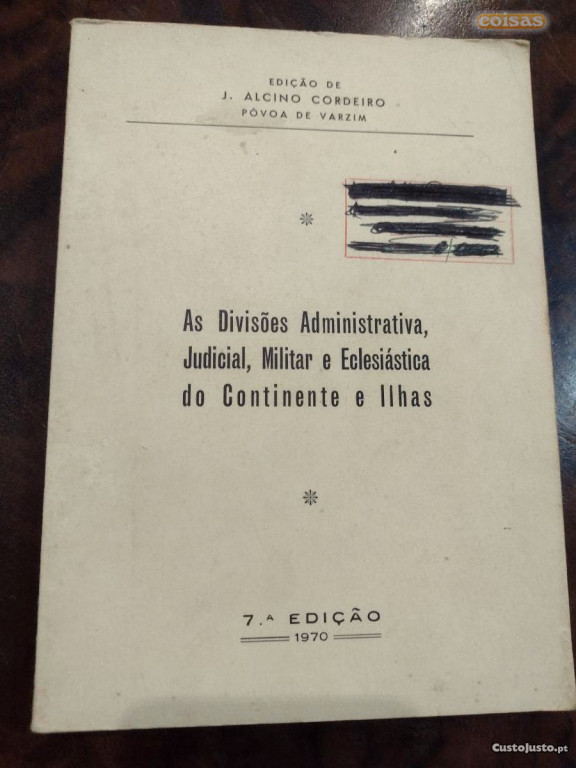 coisas
EDIÇÃO DE
J. ALCINO CORDEIRO
PÓVOA DE VARZIM
As Divisões Administrativa,
Judicial, Militar e Eclesiástica
do Continente e Ilhas
7.ª EDIÇÃO
1970
CustoJusto.pt